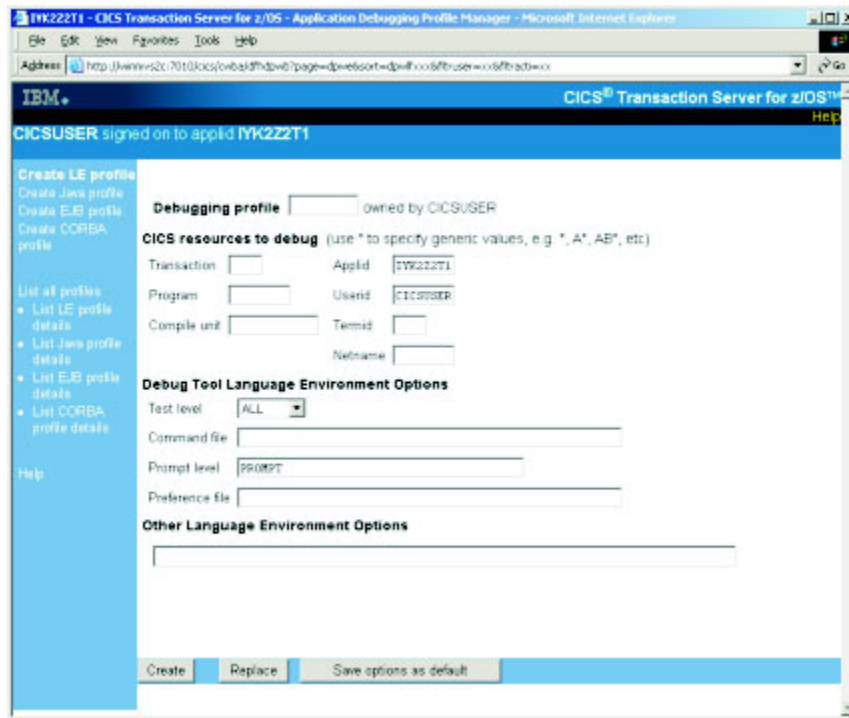 IYK2Z2T1 - CICS Transaction Server for z/OS - Application Debugging Profile Manager - Microsoft Internet Explorer
File Edit View Favorites Tools Help
Address
Go
IBM.
CICS® Transaction Server for z/OS™
Help
CICSUSER signed on to applid IYK2Z2T1
Create LE profile
Create Java profile
Create EJB profile
Create CORBA
profile
List all profiles
List LE profile
details
List Java profile
details
List EJB profile
details
List CORBA
profile details
Help
Debugging profile owned by CICSUSER
CICS resources to debug (use * to specify generic values, e.g. *, A*, AB*, etc)
Transaction Applid IYK2Z2T1
Program Userid CICSUSER
Compile unit Termid
Netname
Debug Tool Language Environment Options
Test level ALL
Command file
Prompt level PROMPT
Preference file
Other Language Environment Options
Create Replace Save options as default